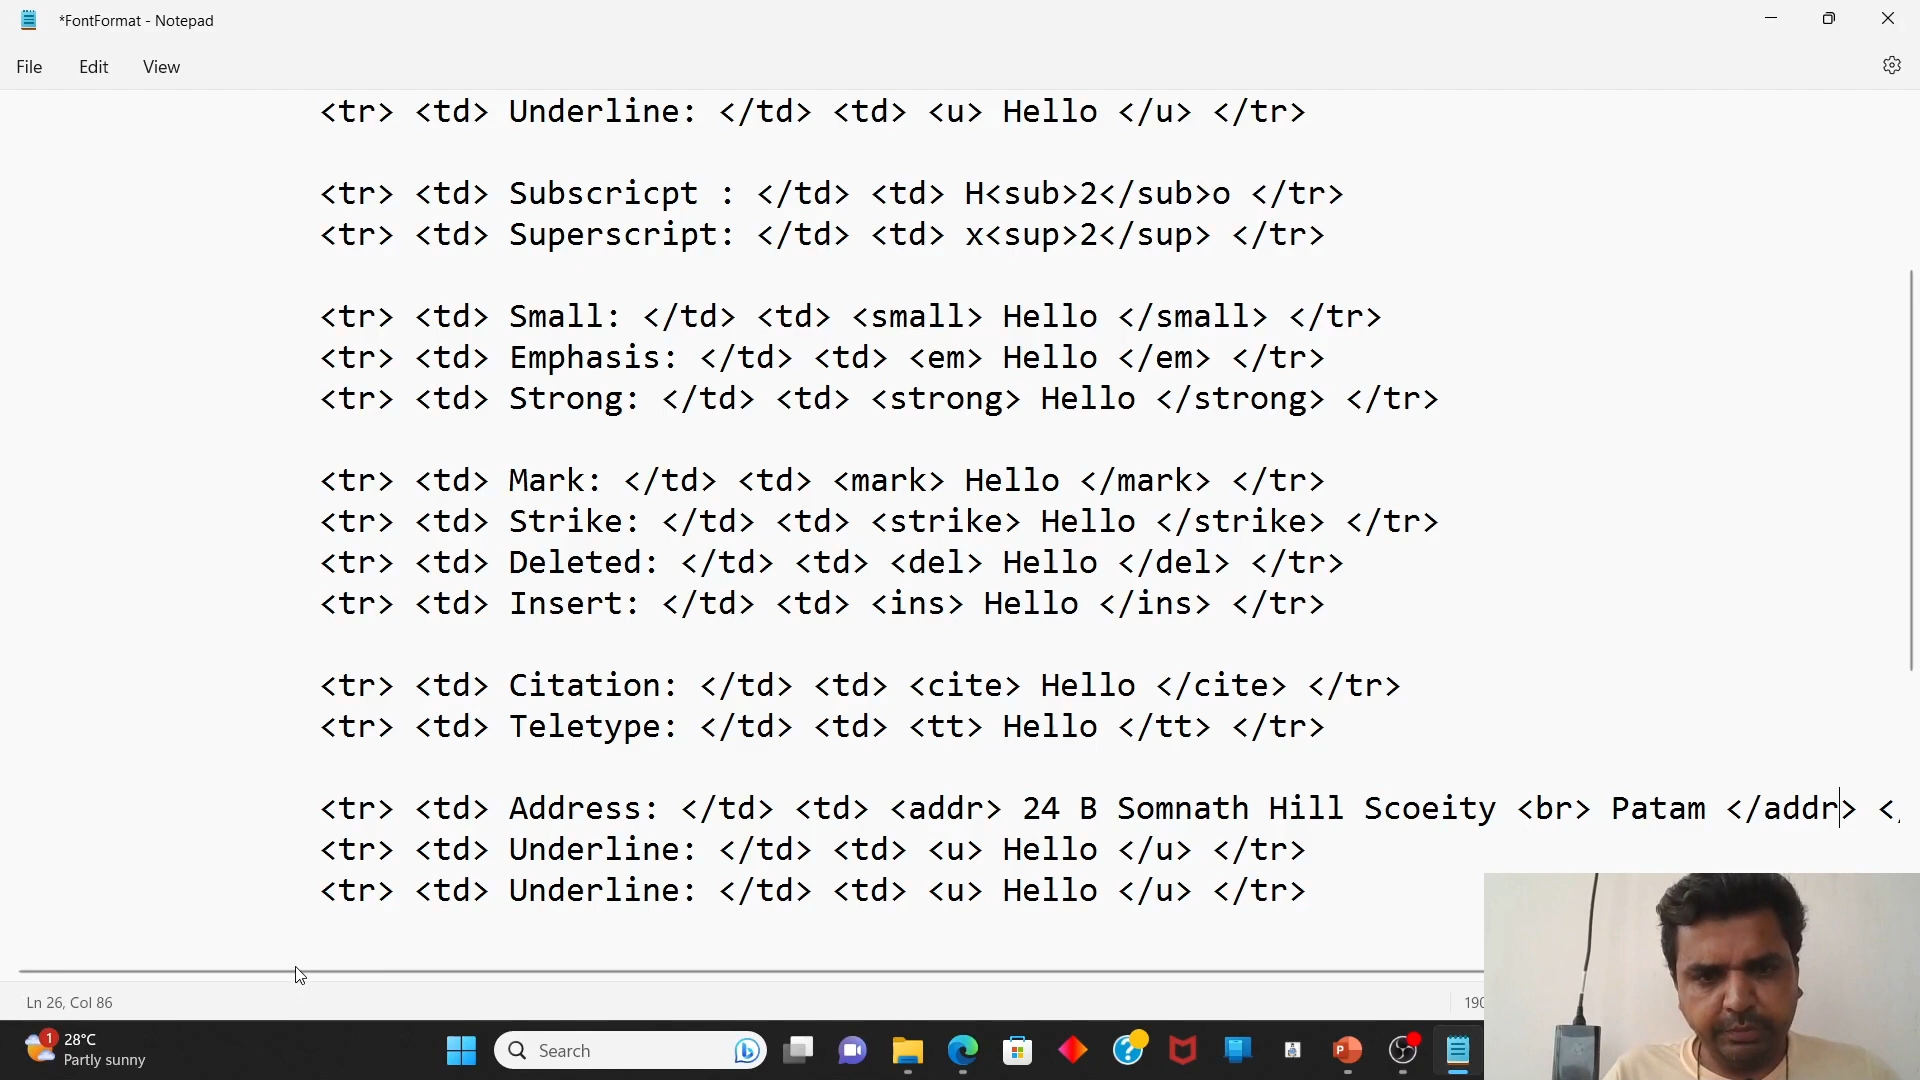 *FontFormat - Notepad
File Edit View
<tr> <td> Underline: </td> <td> <u> Hello </u> </tr>
<tr> <td> Subscricpt : </td> <td> H<sub>2</sub>o </tr>
<tr> <td> Superscript: </td> <td> x<sup>2</sup> </tr>
<tr> <td> Small: </td> <td> <small> Hello </small> </tr>
<tr> <td> Emphasis: </td> <td> <em> Hello </em> </tr>
<tr> <td> Strong: </td> <td> <strong> Hello </strong> </tr>
<tr> <td> Mark: </td> <td> <mark> Hello </mark> </tr>
<tr> <td> Strike: </td> <td> <strike> Hello </strike> </tr>
<tr> <td> Deleted: </td> <td> <del> Hello </del> </tr>
<tr> <td> Insert: </td> <td> <ins> Hello </ins> </tr>
<tr> <td> Citation: </td> <td> <cite> Hello </cite> </tr>
<tr> <td> Teletype: </td> <td> <tt> Hello </tt> </tr>
<tr> <td> Address: </td> <td> <addr> 24 B Somnath Hill Scoeity <br> Patam </addr> <
<tr> <td> Underline: </td> <td> <u> Hello </u> </tr>
<tr> <td> Underline: </td> <td> <u> Hello </u> </tr>
Ln 26, Col 86
190
1
28°C
Partly sunny
Search